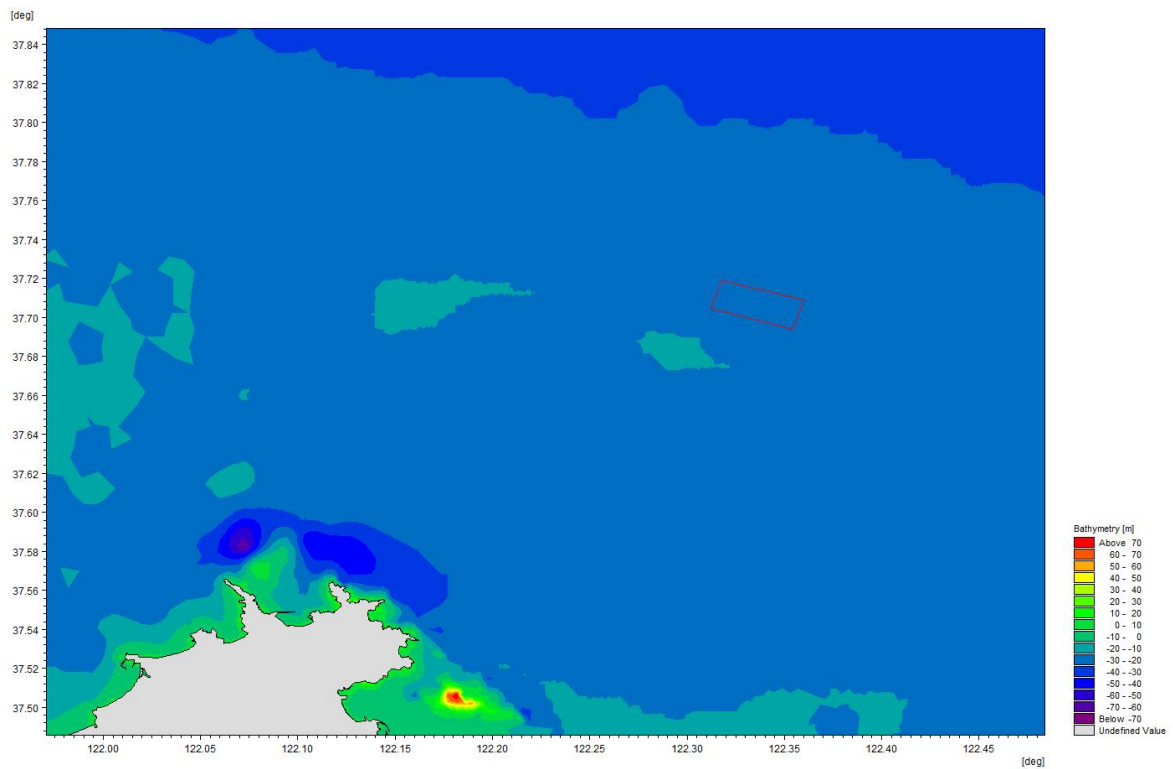 [deg]
37.84
37.82
37.80
37.78
37.76
37.74
37.72
37.70
37.68
37.66
37.64
37.62
37.60
37.58
37.56
37.54
37.52
37.50
122.00 122.05 122.10 122.15 122.20 122.25 122.30 122.35 122.40 122.45
[deg]
Bathymetry [m]
Above 70
60 - 70
50 - 60
40 - 50
30 - 40
20 - 30
10 - 20
0 - 10
-10 - 0
-20 - -10
-30 - -20
-40 - -30
-50 - -40
-60 - -50
-70 - -60
Below -70
Undefined Value